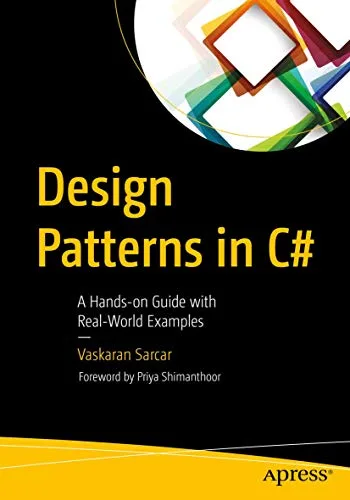 Design
Patterns in C#
A Hands-on Guide with
Real-World Examples
—
Vaskaran Sarcar
Foreword by Priya Shimanthoor
Apress®